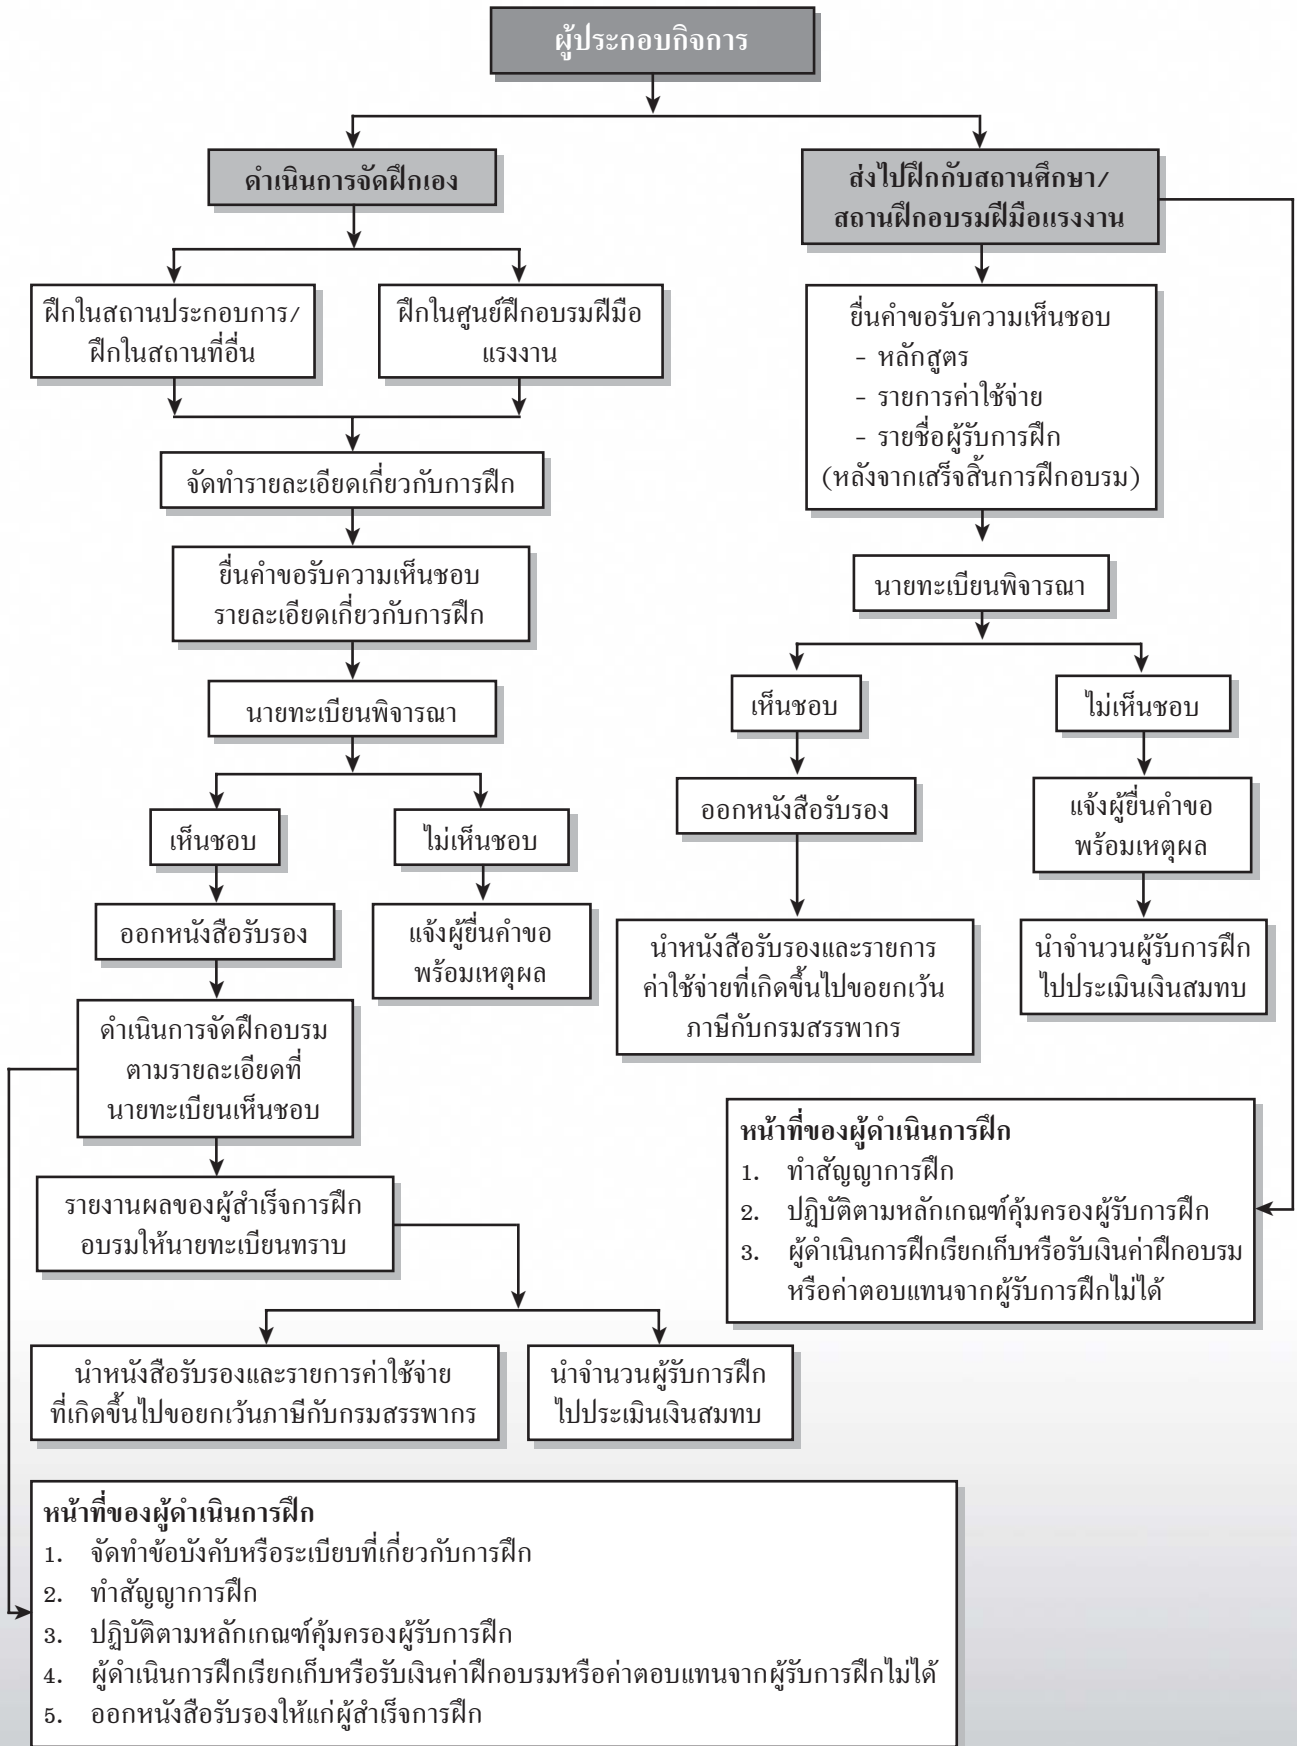 ผู้ประกอบกิจการ
ดำเนินการจัดฝึกเอง
ส่งไปฝึกกับสถานศึกษา/
สถานฝึกอบรมฝีมือแรงงาน
ฝึกในสถานประกอบการ/
ฝึกในสถานที่อื่น
ฝึกในศูนย์ฝึกอบรมฝีมือ
แรงงาน
จัดทำรายละเอียดเกี่ยวกับการฝึก
ยื่นคำขอรับความเห็นชอบ
รายละเอียดเกี่ยวกับการฝึก
นายทะเบียนพิจารณา
เห็นชอบ
ไม่เห็นชอบ
ออกหนังสือรับรอง
แจ้งผู้ยื่นคำขอ
พร้อมเหตุผล
ดำเนินการจัดฝึกอบรม
ตามรายละเอียดที่
นายทะเบียนเห็นชอบ
รายงานผลของผู้สำเร็จการฝึก
อบรมให้นายทะเบียนทราบ
นำหนังสือรับรองและรายการค่าใช้จ่าย
ที่เกิดขึ้นไปขอยกเว้นภาษีกับกรมสรรพากร
นำจำนวนผู้รับการฝึก
ไปประเมินเงินสมทบ
ยื่นคำขอรับความเห็นชอบ
- หลักสูตร
- รายการค่าใช้จ่าย
- รายชื่อผู้รับการฝึก
(หลังจากเสร็จสิ้นการฝึกอบรม)
นายทะเบียนพิจารณา
เห็นชอบ
ไม่เห็นชอบ
ออกหนังสือรับรอง
แจ้งผู้ยื่นคำขอ
พร้อมเหตุผล
นำหนังสือรับรองและรายการ
ค่าใช้จ่ายที่เกิดขึ้นไปขอยกเว้น
ภาษีกับกรมสรรพากร
นำจำนวนผู้รับการฝึก
ไปประเมินเงินสมทบ
หน้าที่ของผู้ดำเนินการฝึก
1. ทำสัญญาการฝึก
2. ปฏิบัติตามหลักเกณฑ์คุ้มครองผู้รับการฝึก
3. ผู้ดำเนินการฝึกเรียกเก็บหรือรับเงินค่าฝึกอบรม
หรือค่าตอบแทนจากผู้รับการฝึกไม่ได้
หน้าที่ของผู้ดำเนินการฝึก
1. จัดทำข้อบังคับหรือระเบียบที่เกี่ยวกับการฝึก
2. ทำสัญญาการฝึก
3. ปฏิบัติตามหลักเกณฑ์คุ้มครองผู้รับการฝึก
4. ผู้ดำเนินการฝึกเรียกเก็บหรือรับเงินค่าฝึกอบรมหรือค่าตอบแทนจากผู้รับการฝึกไม่ได้
5. ออกหนังสือรับรองให้แก่ผู้สำเร็จการฝึก